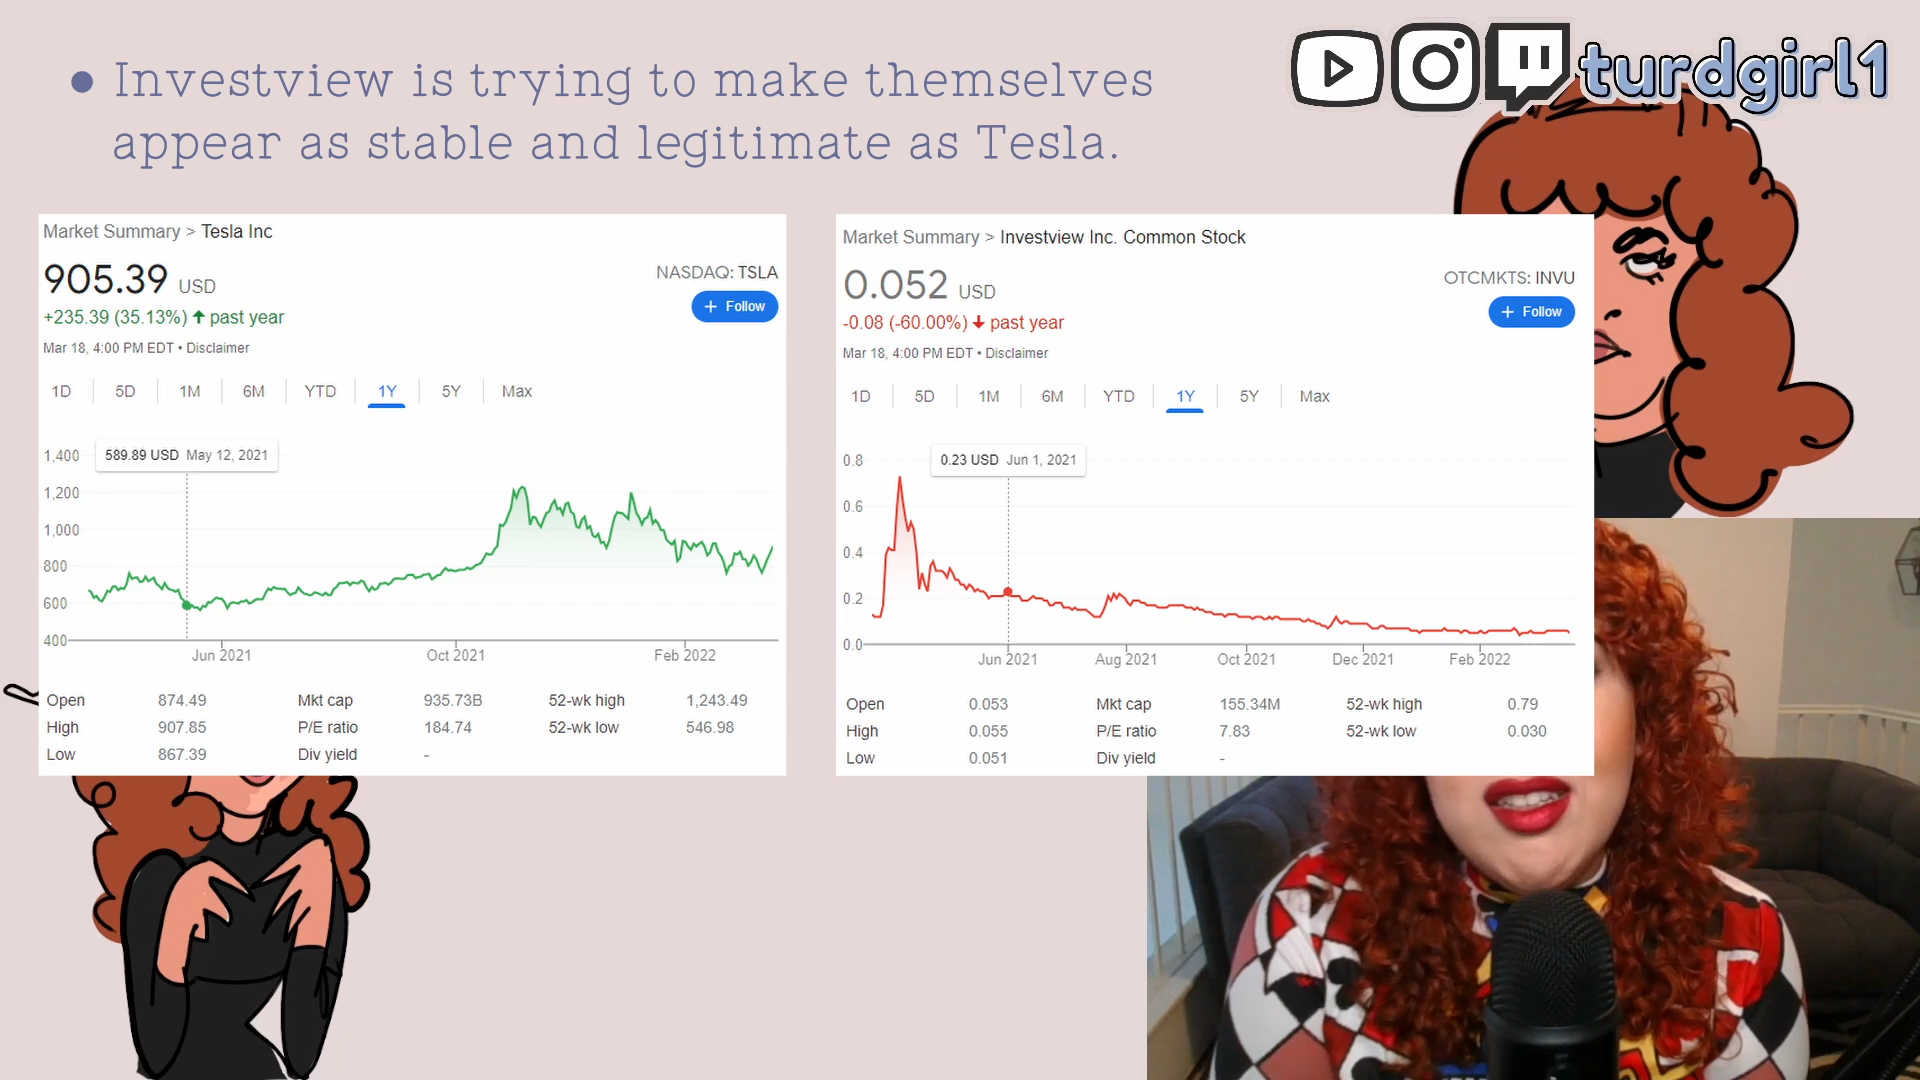 • Investview is trying to make themselves
appear as stable and legitimate as Tesla.
turdgirl1
Market Summary > Tesla Inc
905.39 USD
NASDAQ: TSLA
+ Follow
+235.39 (35.13%) ↑ past year
Mar 18, 4:00 PM EDT • Disclaimer
1D 5D 1M 6M YTD 1Y 5Y Max
589.89 USD May 12, 2021
1,400
1,200
1,000
800
600
400
Jun 2021 Oct 2021 Feb 2022
Open 874.49 Mkt cap 935.73B 52-wk high 1,243.49
High 907.85 P/E ratio 184.74 52-wk low 546.98
Low 867.39 Div yield -
Market Summary > Investview Inc. Common Stock
0.052 USD
OTCMKTS: INVU
+ Follow
-0.08 (-60.00%) ↓ past year
Mar 18, 4:00 PM EDT • Disclaimer
1D 5D 1M 6M YTD 1Y 5Y Max
0.23 USD Jun 1, 2021
0.8
0.6
0.4
0.2
0.0
Jun 2021 Aug 2021 Oct 2021 Dec 2021 Feb 2022
Open 0.053 Mkt cap 155.34M 52-wk high 0.79
High 0.055 P/E ratio 7.83 52-wk low 0.030
Low 0.051 Div yield -